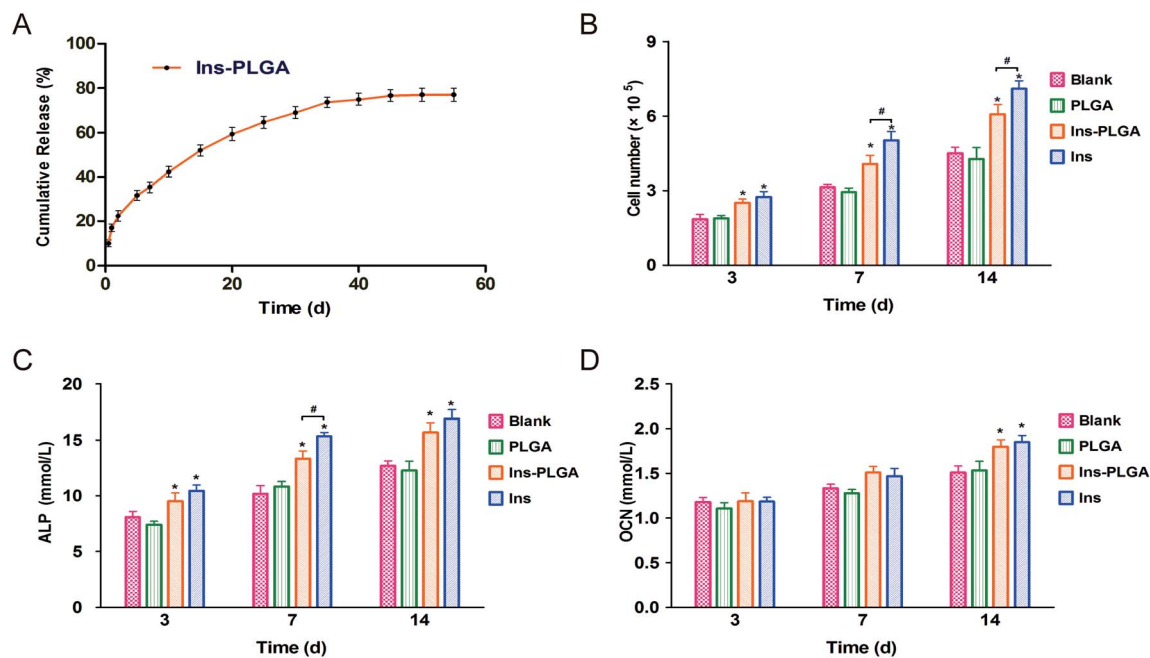 A
Cumulative Release (%)
100
80
60
40
20
0
Ins-PLGA
0 20 40 60
Time (d)
B
Cell number (× 10 5)
9
6
3
0
* *
* # *
* # *
3 7 14
Time (d)
Blank
PLGA
Ins-PLGA
Ins
C
ALP (mmol/L)
20
15
10
5
0
* *
* # *
* *
3 7 14
Time (d)
Blank
PLGA
Ins-PLGA
Ins
D
OCN (mmol/L)
2.5
2.0
1.5
1.0
0.5
0.0
* *
3 7 14
Time (d)
Blank
PLGA
Ins-PLGA
Ins